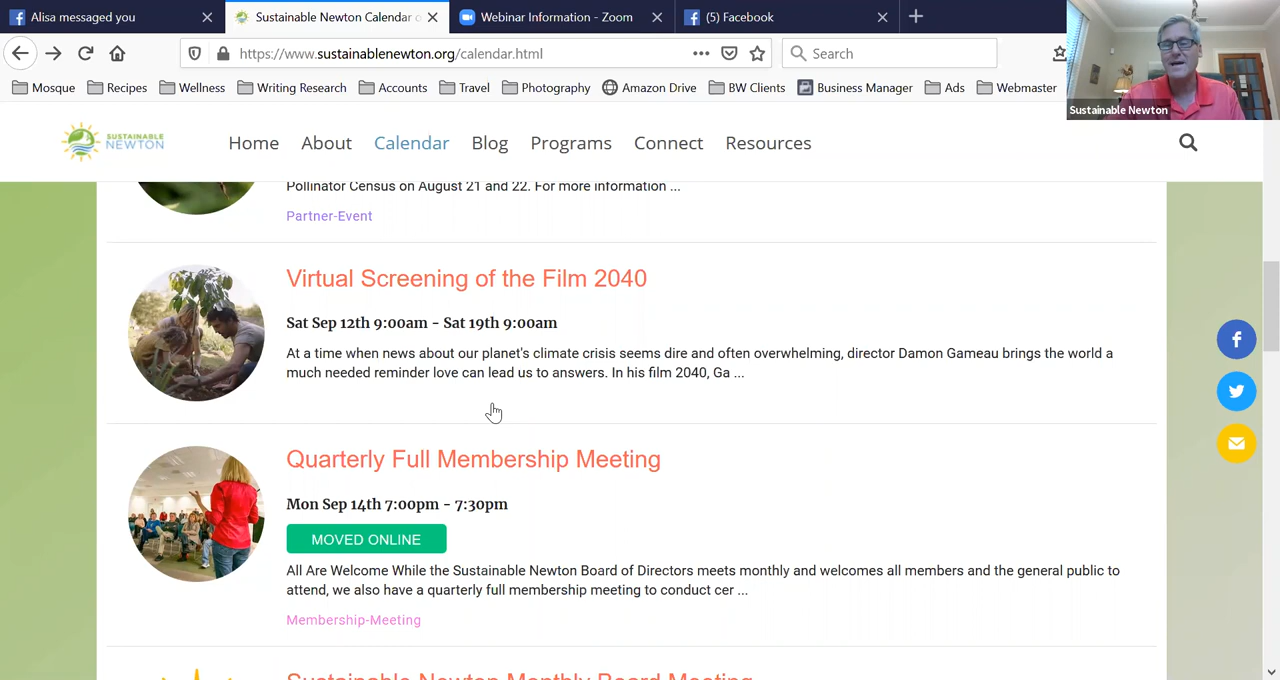 Alisa messaged you
Sustainable Newton Calendar o
Webinar Information - Zoom
(5) Facebook
https://www.sustainablenewton.org/calendar.html
Search
Mosque
Recipes
Wellness
Writing Research
Accounts
Travel
Photography
Amazon Drive
BW Clients
Business Manager
Ads
Webmaster
Sustainable Newton
SUSTAINABLE
NEWTON
Home
About
Calendar
Blog
Programs
Connect
Resources
Pollinator Census on August 21 and 22. For more information ...
Partner-Event
Virtual Screening of the Film 2040
Sat Sep 12th 9:00am - Sat 19th 9:00am
At a time when news about our planet's climate crisis seems dire and often overwhelming, director Damon Gameau brings the world a
much needed reminder love can lead us to answers. In his film 2040, Ga ...
Quarterly Full Membership Meeting
Mon Sep 14th 7:00pm - 7:30pm
MOVED ONLINE
All Are Welcome While the Sustainable Newton Board of Directors meets monthly and welcomes all members and the general public to
attend, we also have a quarterly full membership meeting to conduct cer ...
Membership-Meeting
Sustainable Newton Monthly Board Meeting